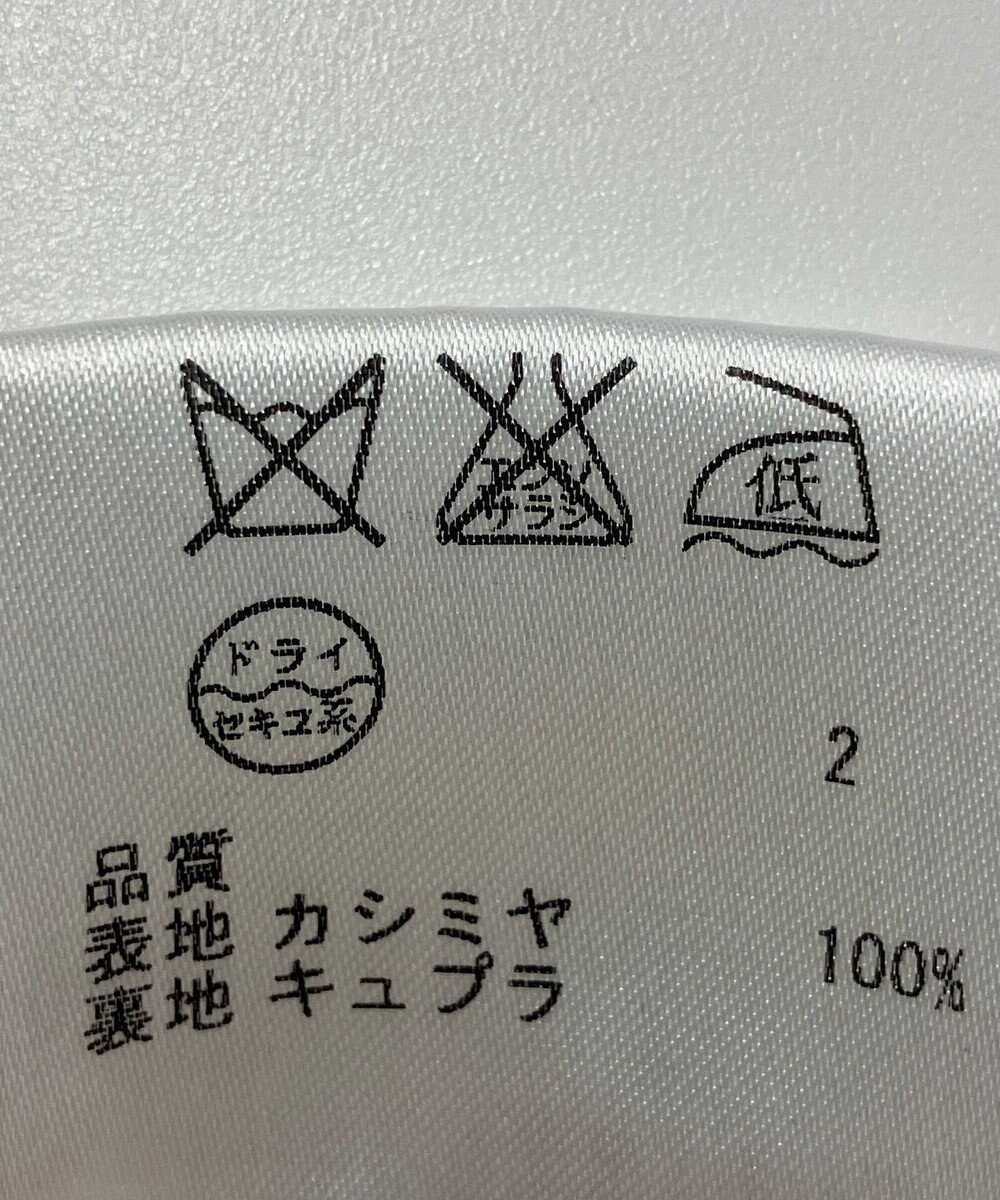 エンソ
サラシ
低
ドライ
セキユ系
2
品質
表地 カシミヤ 100%
裏地 キュプラ